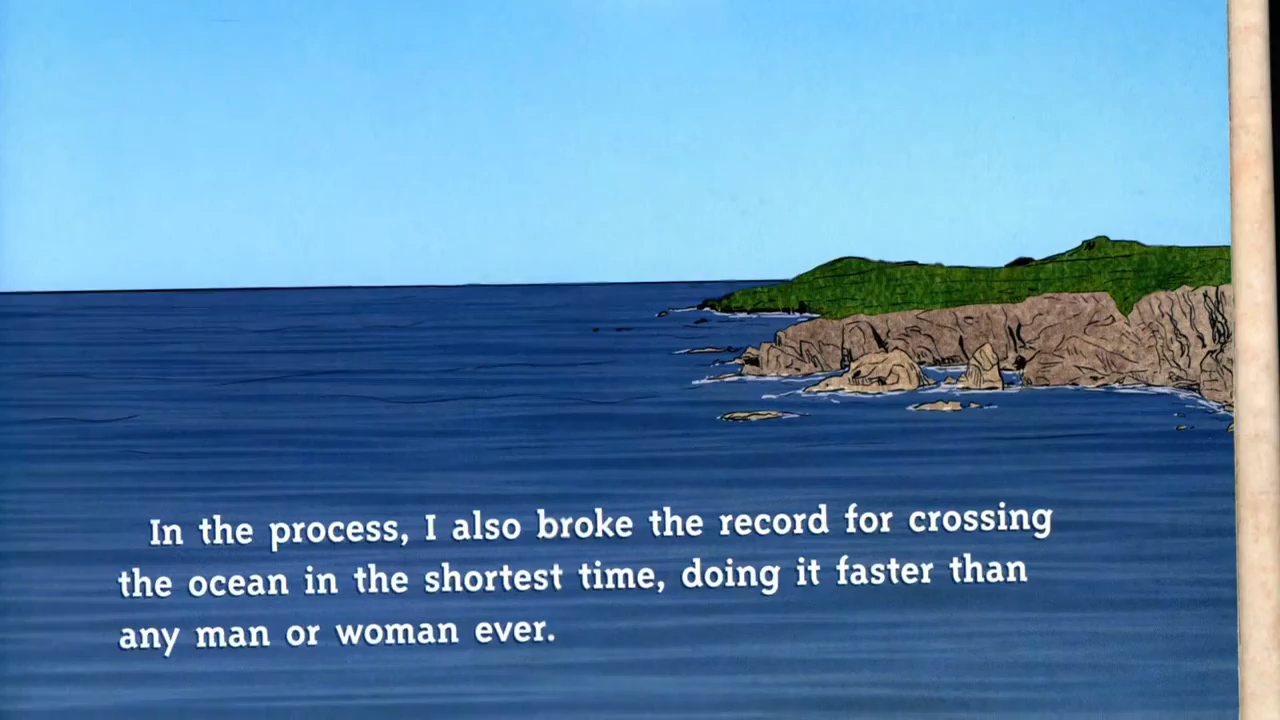 In the process, I also broke the record for crossing
the ocean in the shortest time, doing it faster than
any man or woman ever.